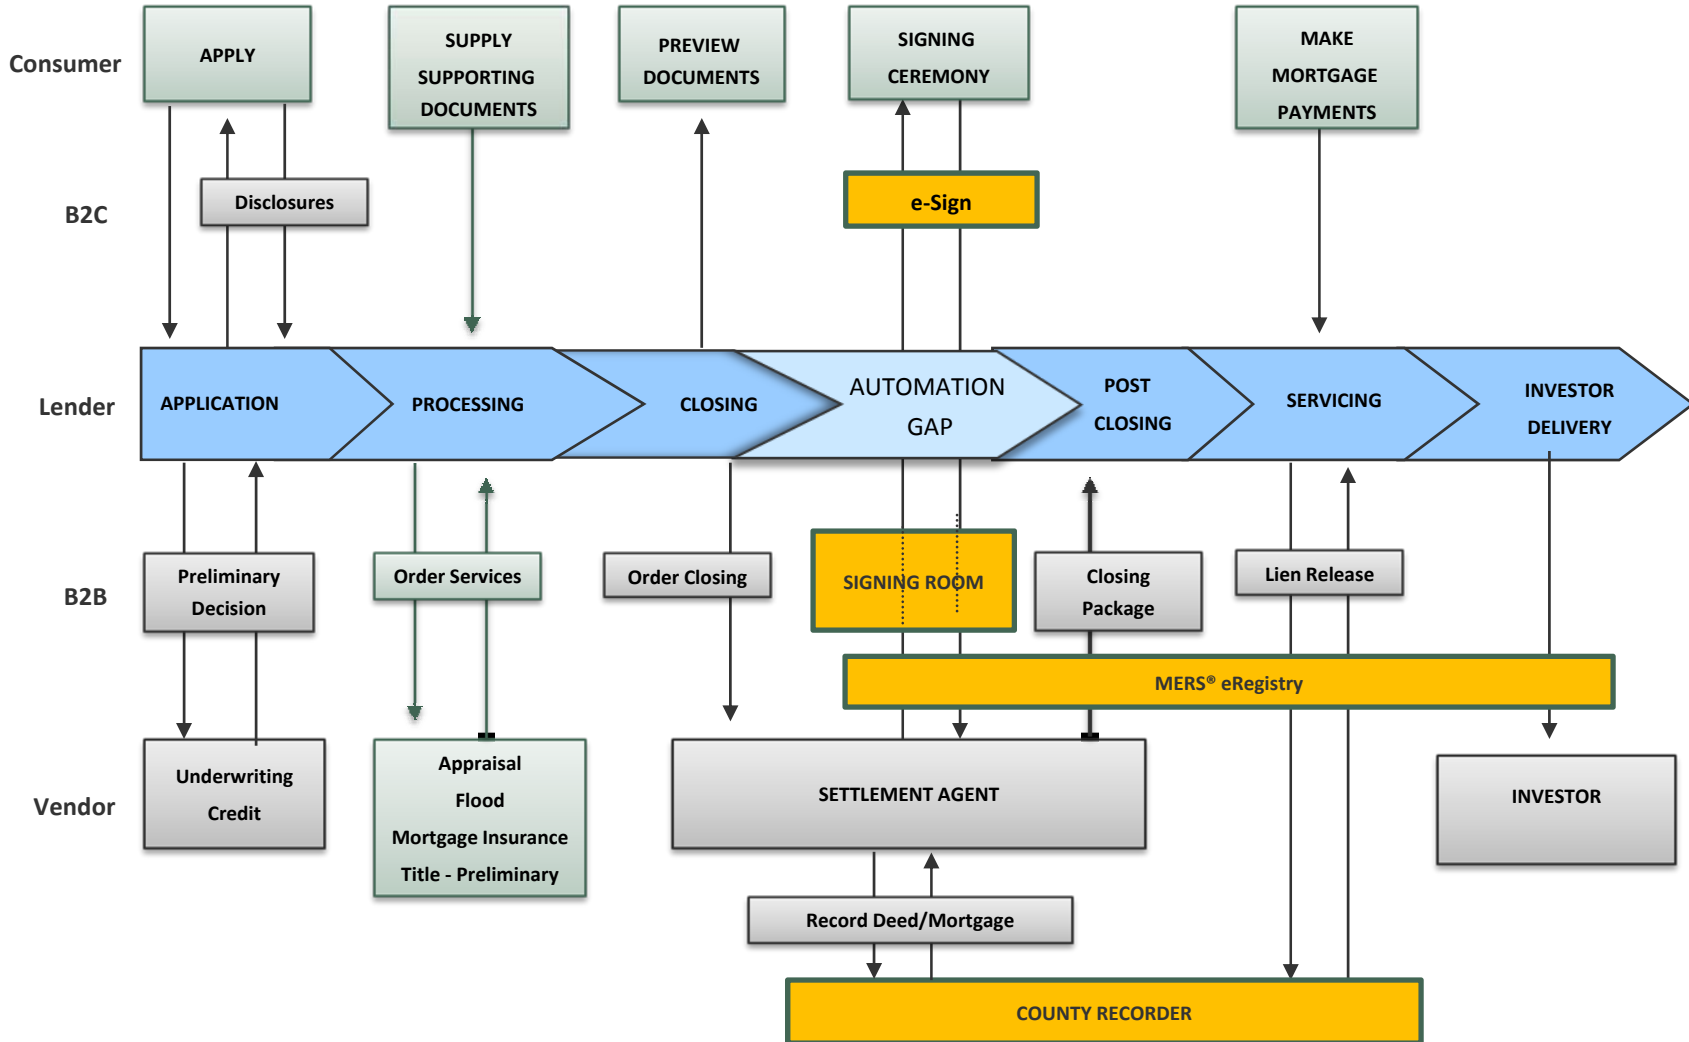 Consumer
APPLY
SUPPLY
SUPPORTING
DOCUMENTS
PREVIEW
DOCUMENTS
SIGNING
CEREMONY
MAKE
MORTGAGE
PAYMENTS
B2C
Disclosures
e-Sign
Lender
APPLICATION
PROCESSING
CLOSING
AUTOMATION
GAP
POST
CLOSING
SERVICING
INVESTOR
DELIVERY
B2B
Preliminary
Decision
Order Services
Order Closing
SIGNING ROOM
Closing
Package
Lien Release
MERS® eRegistry
Vendor
Underwriting
Credit
Appraisal
Flood
Mortgage Insurance
Title - Preliminary
SETTLEMENT AGENT
INVESTOR
Record Deed/Mortgage
COUNTY RECORDER